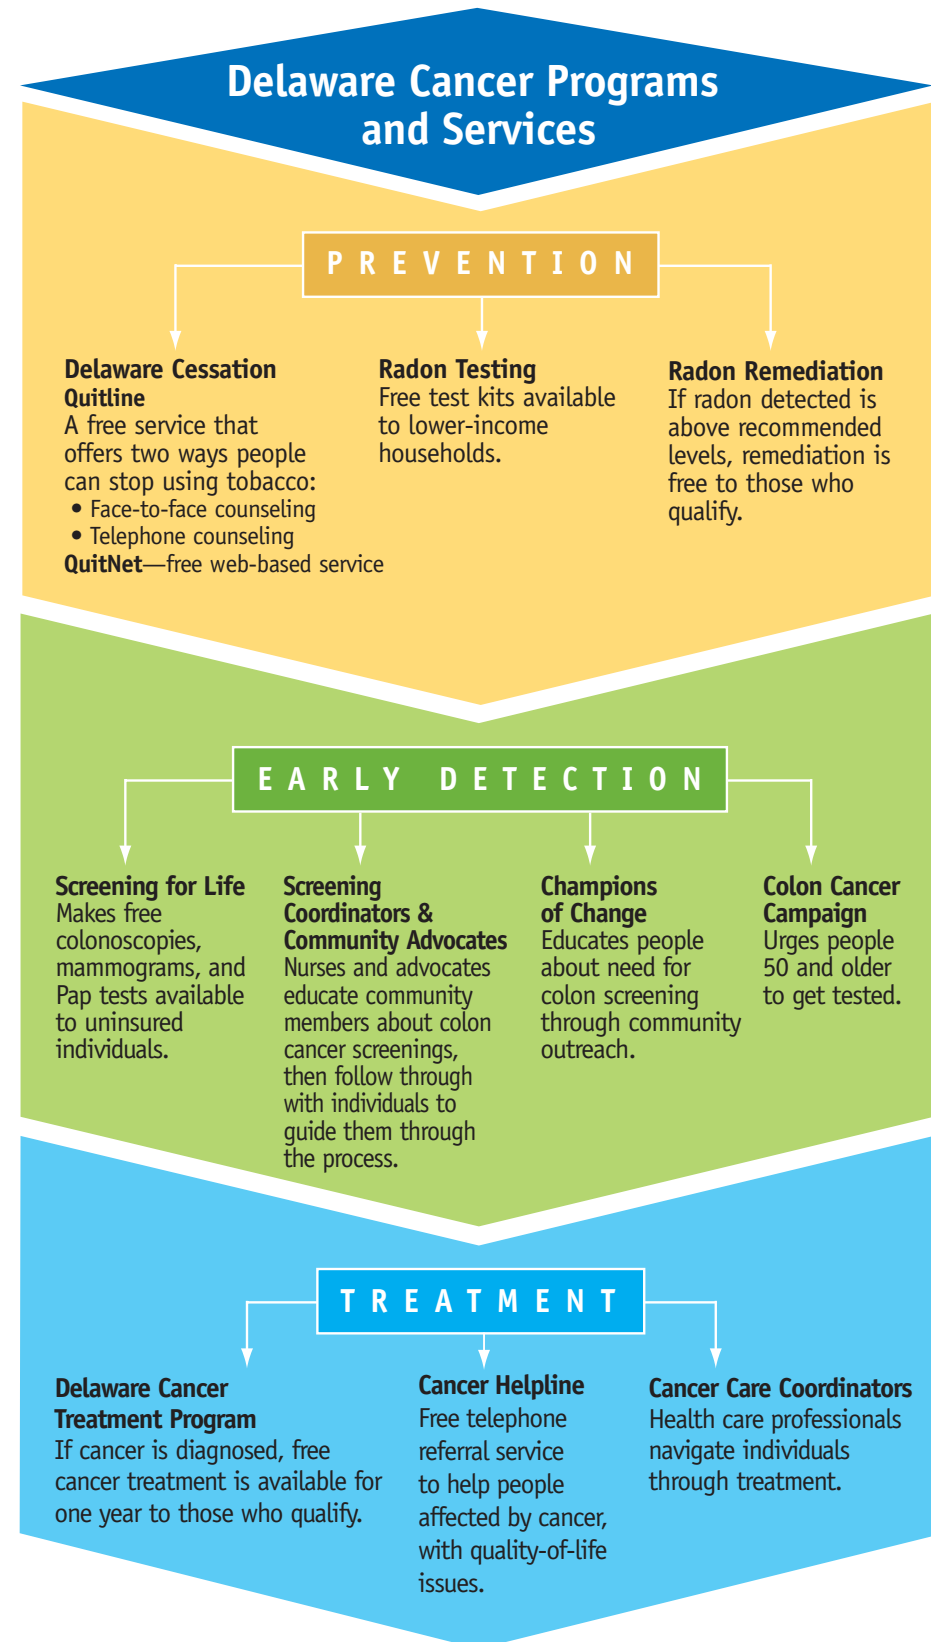 Delaware Cancer Programs
and Services
PREVENTION
Delaware Cessation
Quitline
A free service that
offers two ways people
can stop using tobacco:
• Face-to-face counseling
• Telephone counseling
QuitNet—free web-based service
Radon Testing
Free test kits available
to lower-income
households.
Radon Remediation
If radon detected is
above recommended
levels, remediation is
free to those who
qualify.
EARLY DETECTION
Screening for Life
Makes free
colonoscopies,
mammograms, and
Pap tests available
to uninsured
individuals.
Screening
Coordinators &
Community Advocates
Nurses and advocates
educate community
members about colon
cancer screenings,
then follow through
with individuals to
guide them through
the process.
Champions
of Change
Educates people
about need for
colon screening
through community
outreach.
Colon Cancer
Campaign
Urges people
50 and older
to get tested.
TREATMENT
Delaware Cancer
Treatment Program
If cancer is diagnosed, free
cancer treatment is available for
one year to those who qualify.
Cancer Helpline
Free telephone
referral service
to help people
affected by cancer,
with quality-of-life
issues.
Cancer Care Coordinators
Health care professionals
navigate individuals
through treatment.